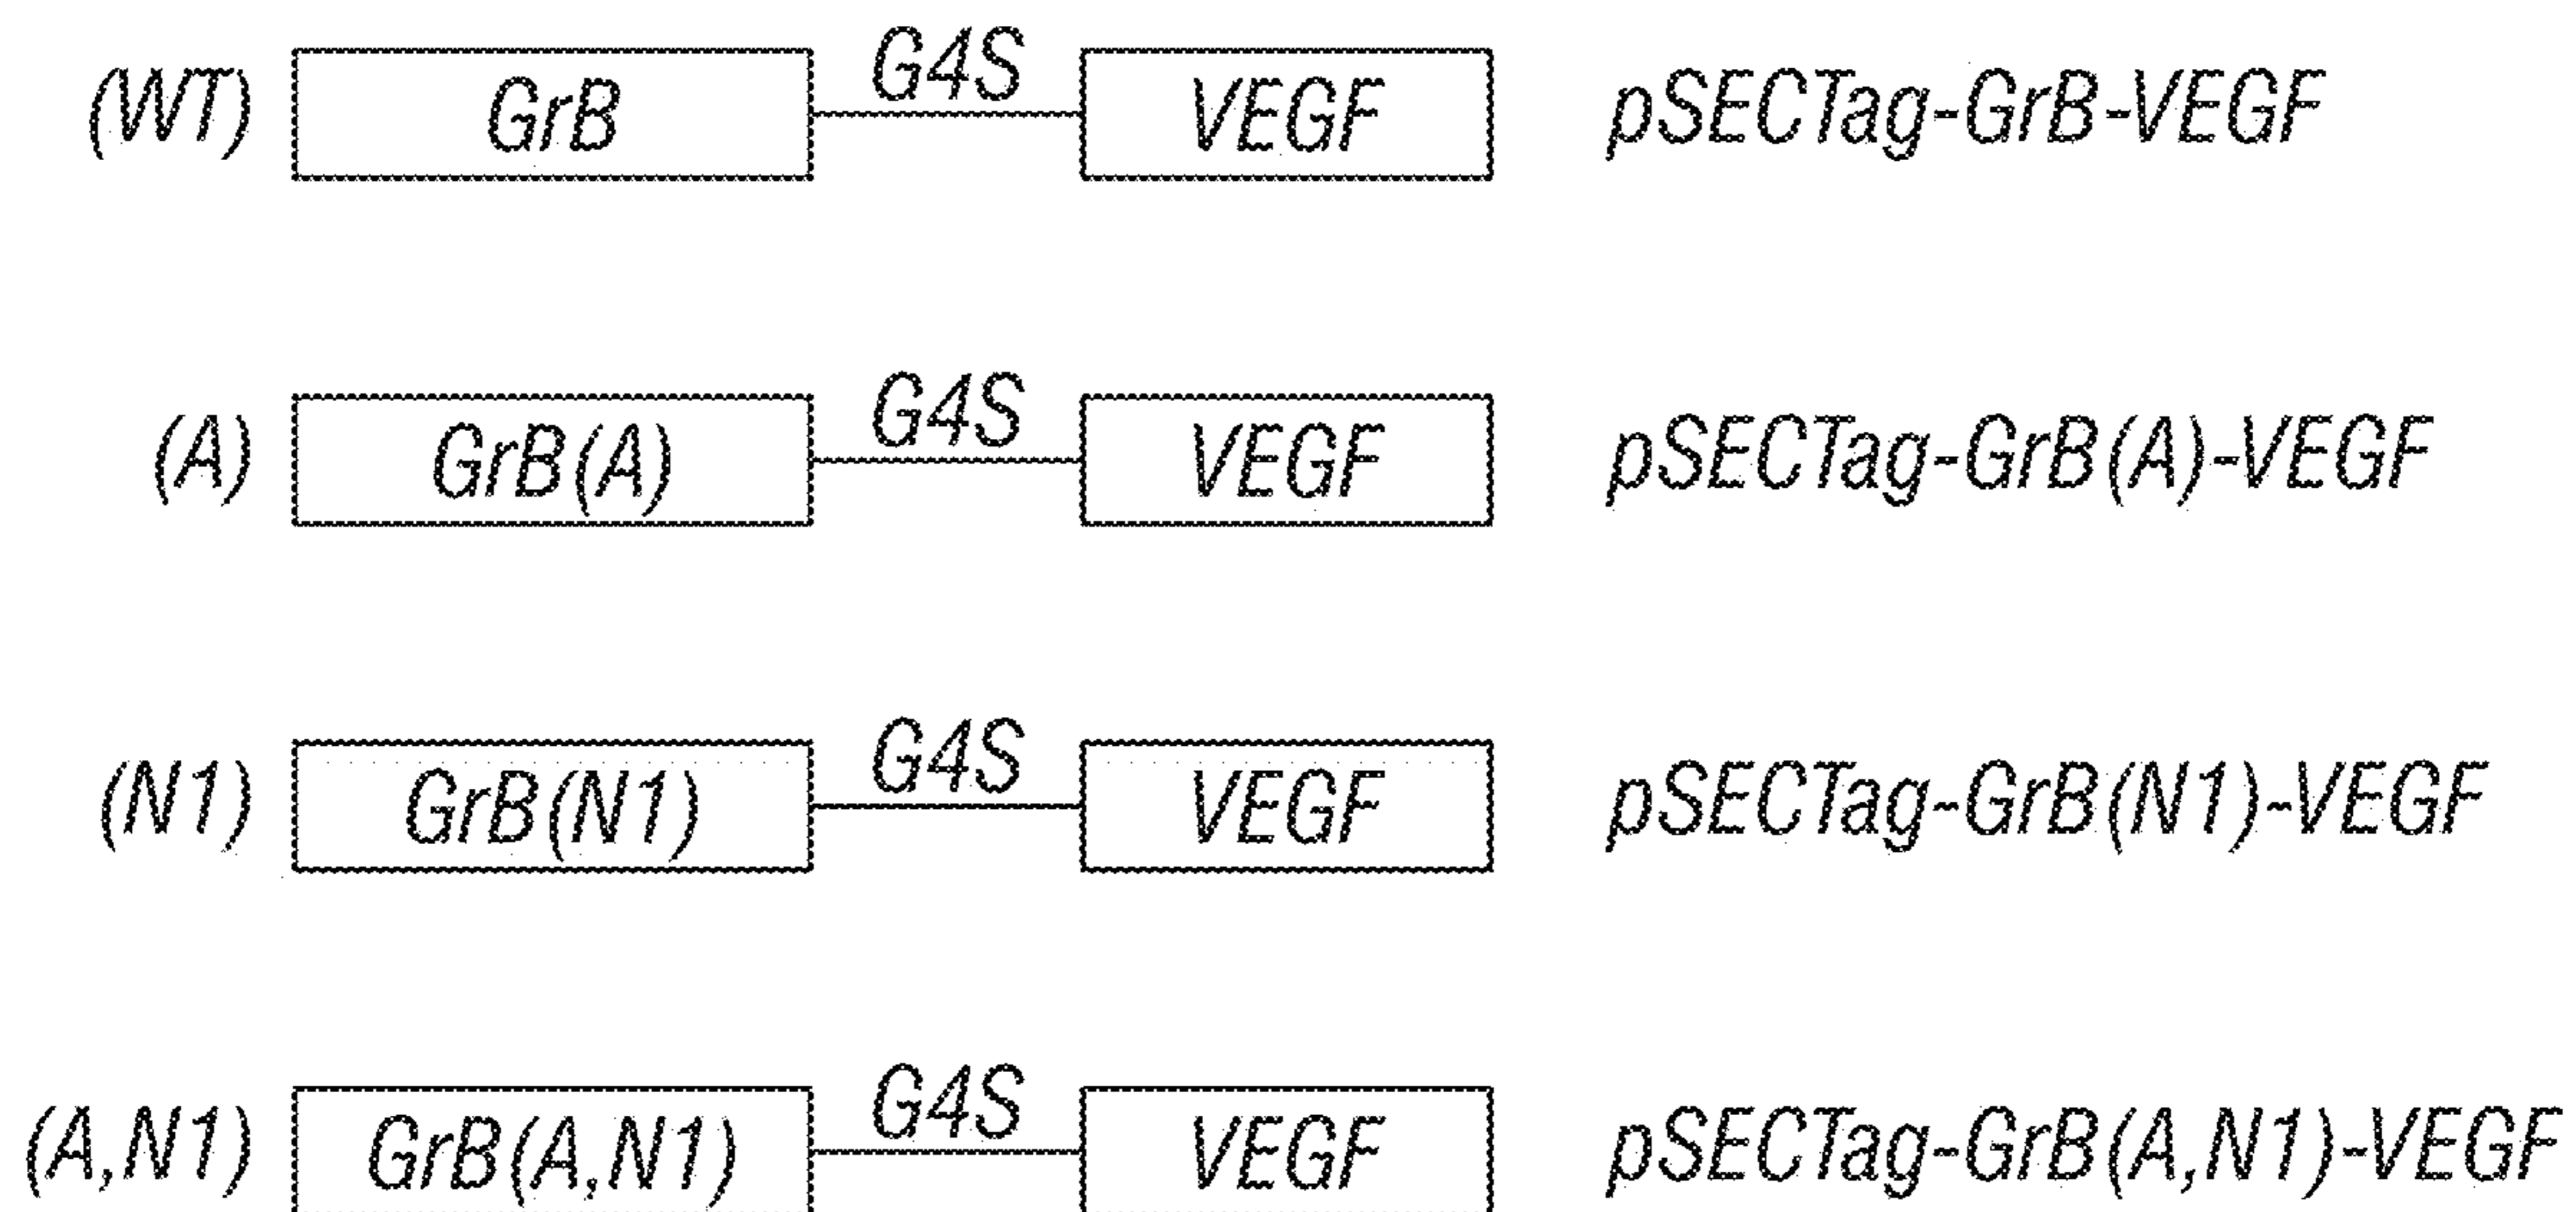 (WT) GrB G4S VEGF pSECTag-GrB-VEGF
(A) GrB(A) G4S VEGF pSECTag-GrB(A)-VEGF
(N1) GrB(N1) G4S VEGF pSECTag-GrB(N1)-VEGF
(A,N1) GrB(A,N1) G4S VEGF pSECTag-GrB(A,N1)-VEGF